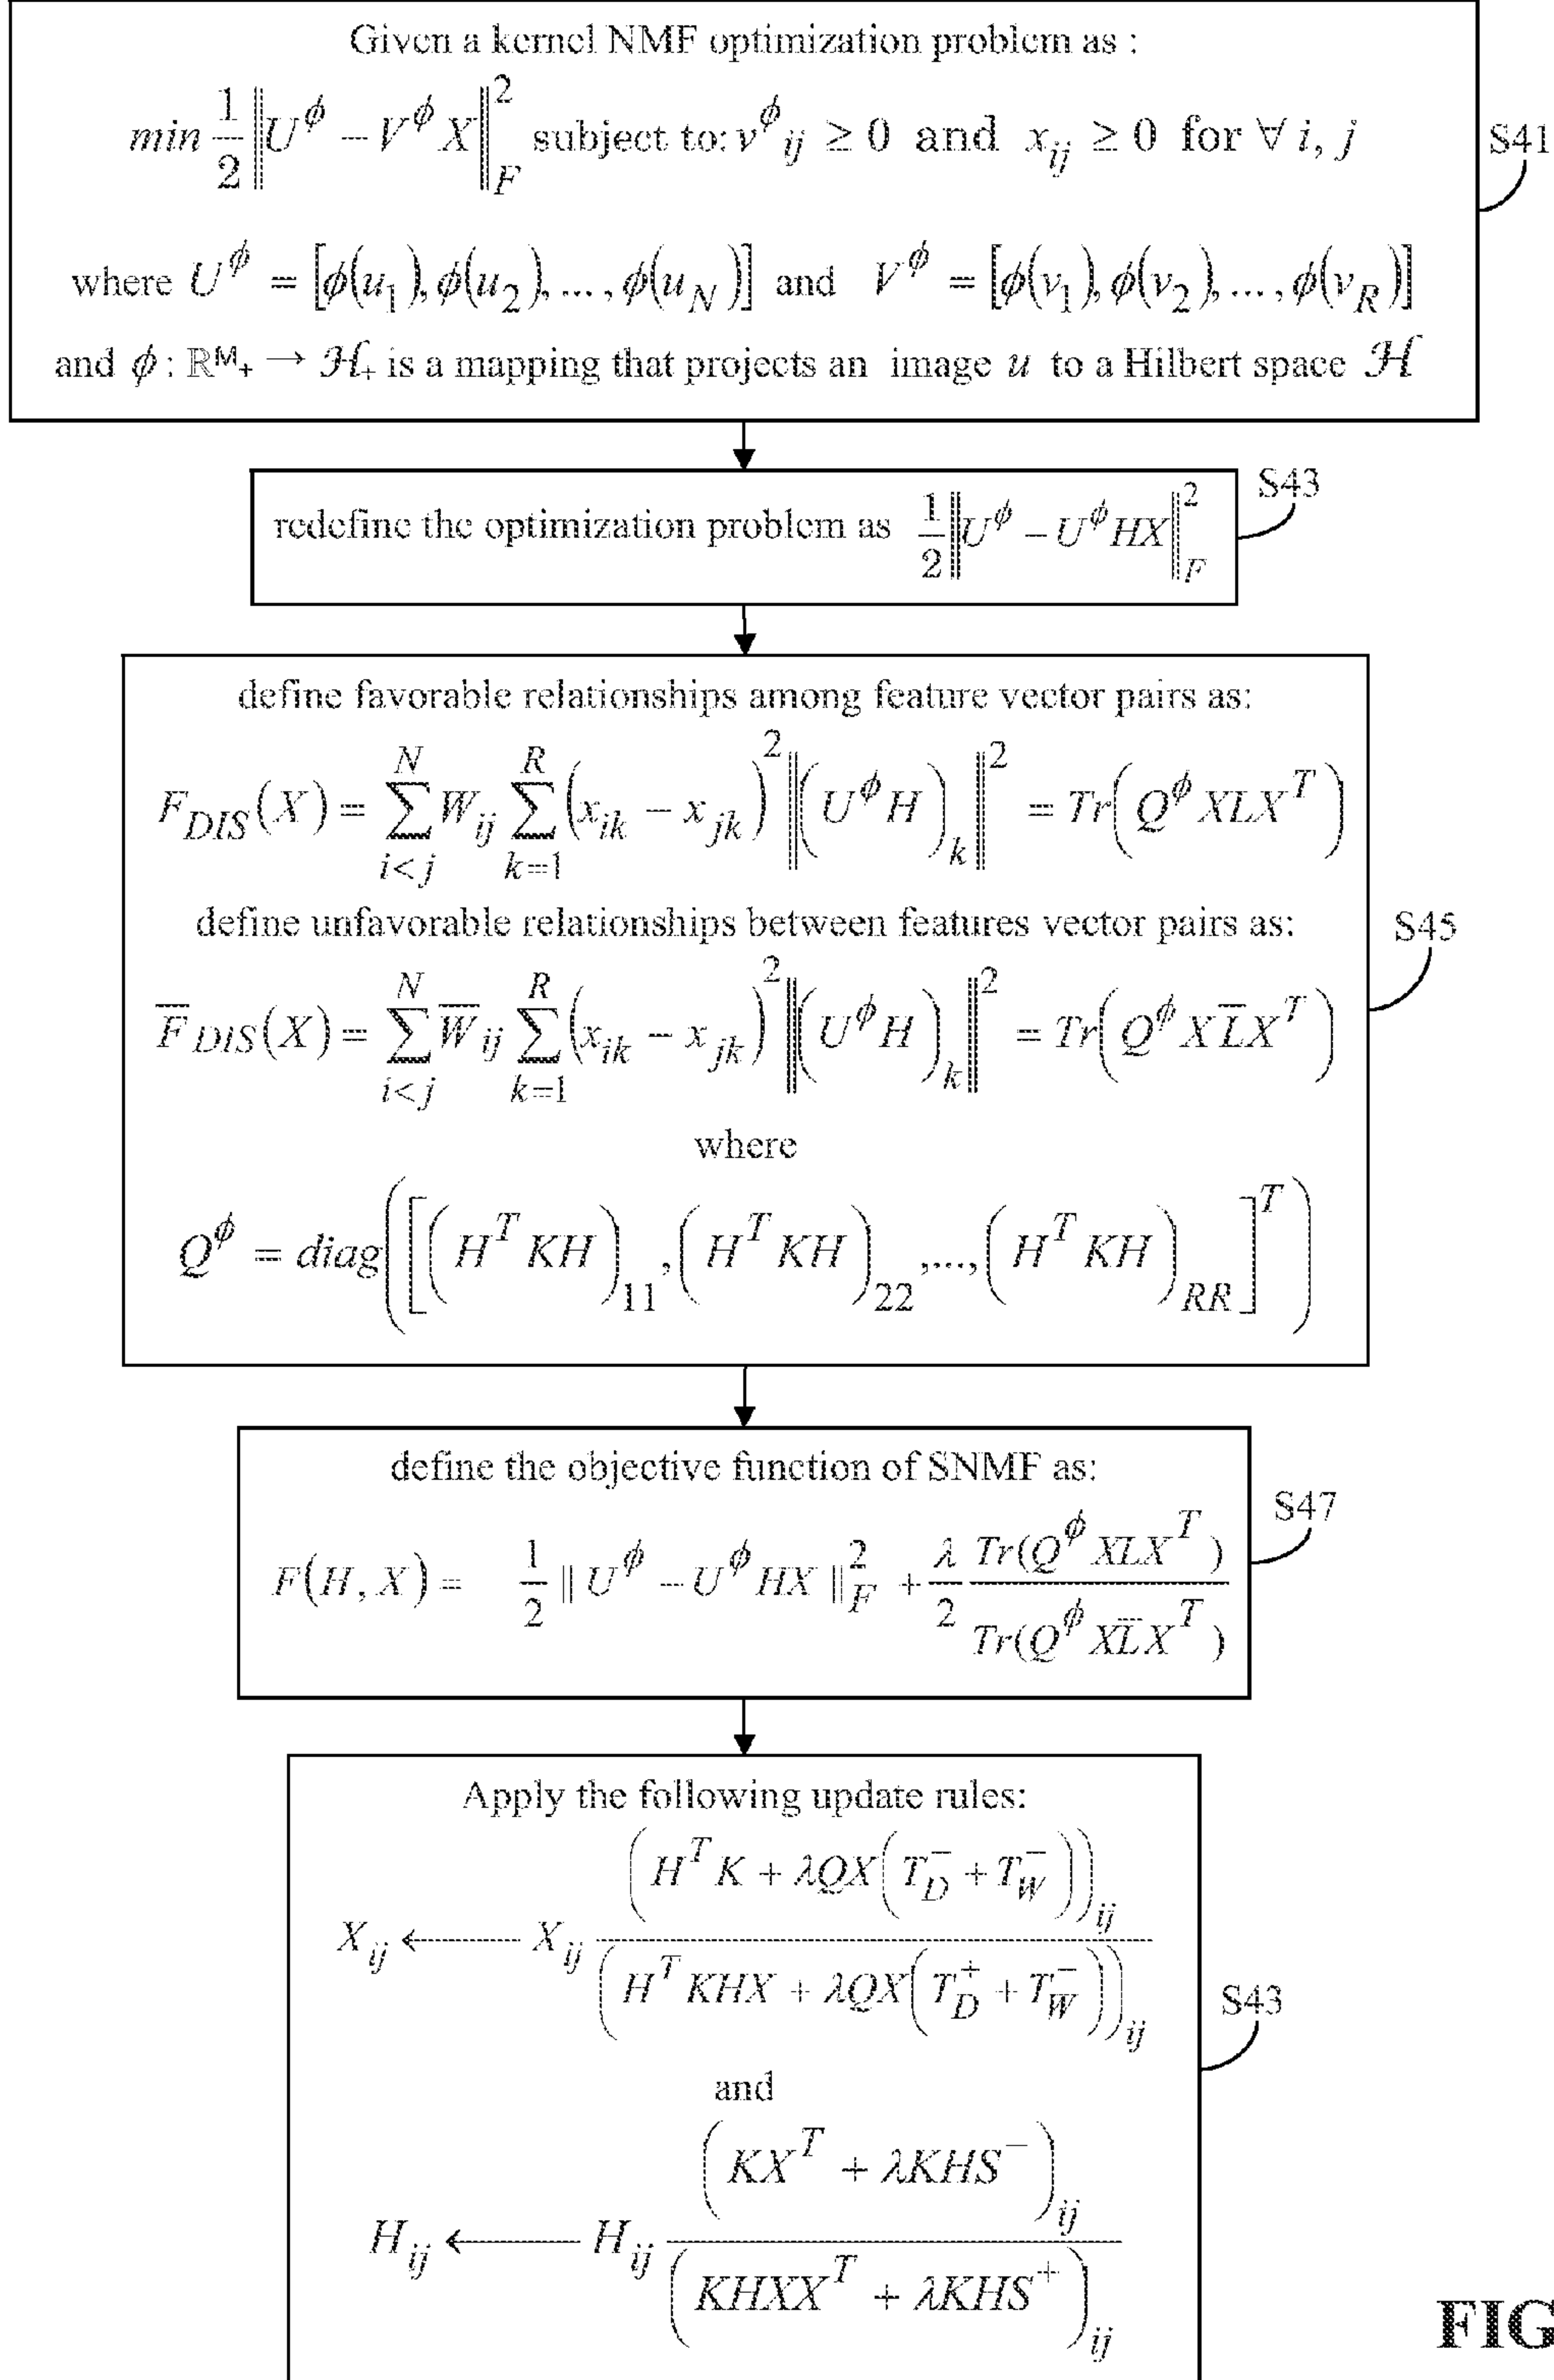 Given a kernel NMF optimization problem as :
min 1/2 ‖U^ϕ − V^ϕ X‖²_F subject to: v^ϕ_ij ≥ 0 and x_ij ≥ 0 for ∀ i, j
S41
where U^ϕ = [ϕ(u_1), ϕ(u_2), ..., ϕ(u_N)] and V^ϕ = [ϕ(v_1), ϕ(v_2), ..., ϕ(v_R)]
and ϕ : ℝ^M_+ → ℋ_+ is a mapping that projects an image u to a Hilbert space ℋ
S43
redefine the optimization problem as 1/2 ‖U^ϕ − U^ϕ HX‖²_F
define favorable relationships among feature vector pairs as:
F_DIS(X) = Σ_{i<j}^N W_ij Σ_{k=1}^R (x_ik − x_jk)² ‖(U^ϕ H)_k‖² = Tr(Q^ϕ XLX^T)
define unfavorable relationships between features vector pairs as:
S45
F̅_DIS(X) = Σ_{i<j}^N W̅_ij Σ_{k=1}^R (x_ik − x_jk)² ‖(U^ϕ H)_k‖² = Tr(Q^ϕ XL̅X^T)
where
Q^ϕ = diag([(H^T KH)_11, (H^T KH)_22, ..., (H^T KH)_RR]^T)
define the objective function of SNMF as:
S47
F(H, X) = 1/2 ‖ U^ϕ − U^ϕ HX ‖²_F + λ/2 Tr(Q^ϕ XLX^T) / Tr(Q^ϕ XL̅X^T)
Apply the following update rules:
X_ij ← X_ij (H^T K + λQX(T_D^− + T_W^−))_ij / (H^T KHX + λQX(T_D^+ + T_W^−))_ij
S43
and
H_ij ← H_ij (KX^T + λKHS^−)_ij / (KHXX^T + λKHS^+)_ij
FIG